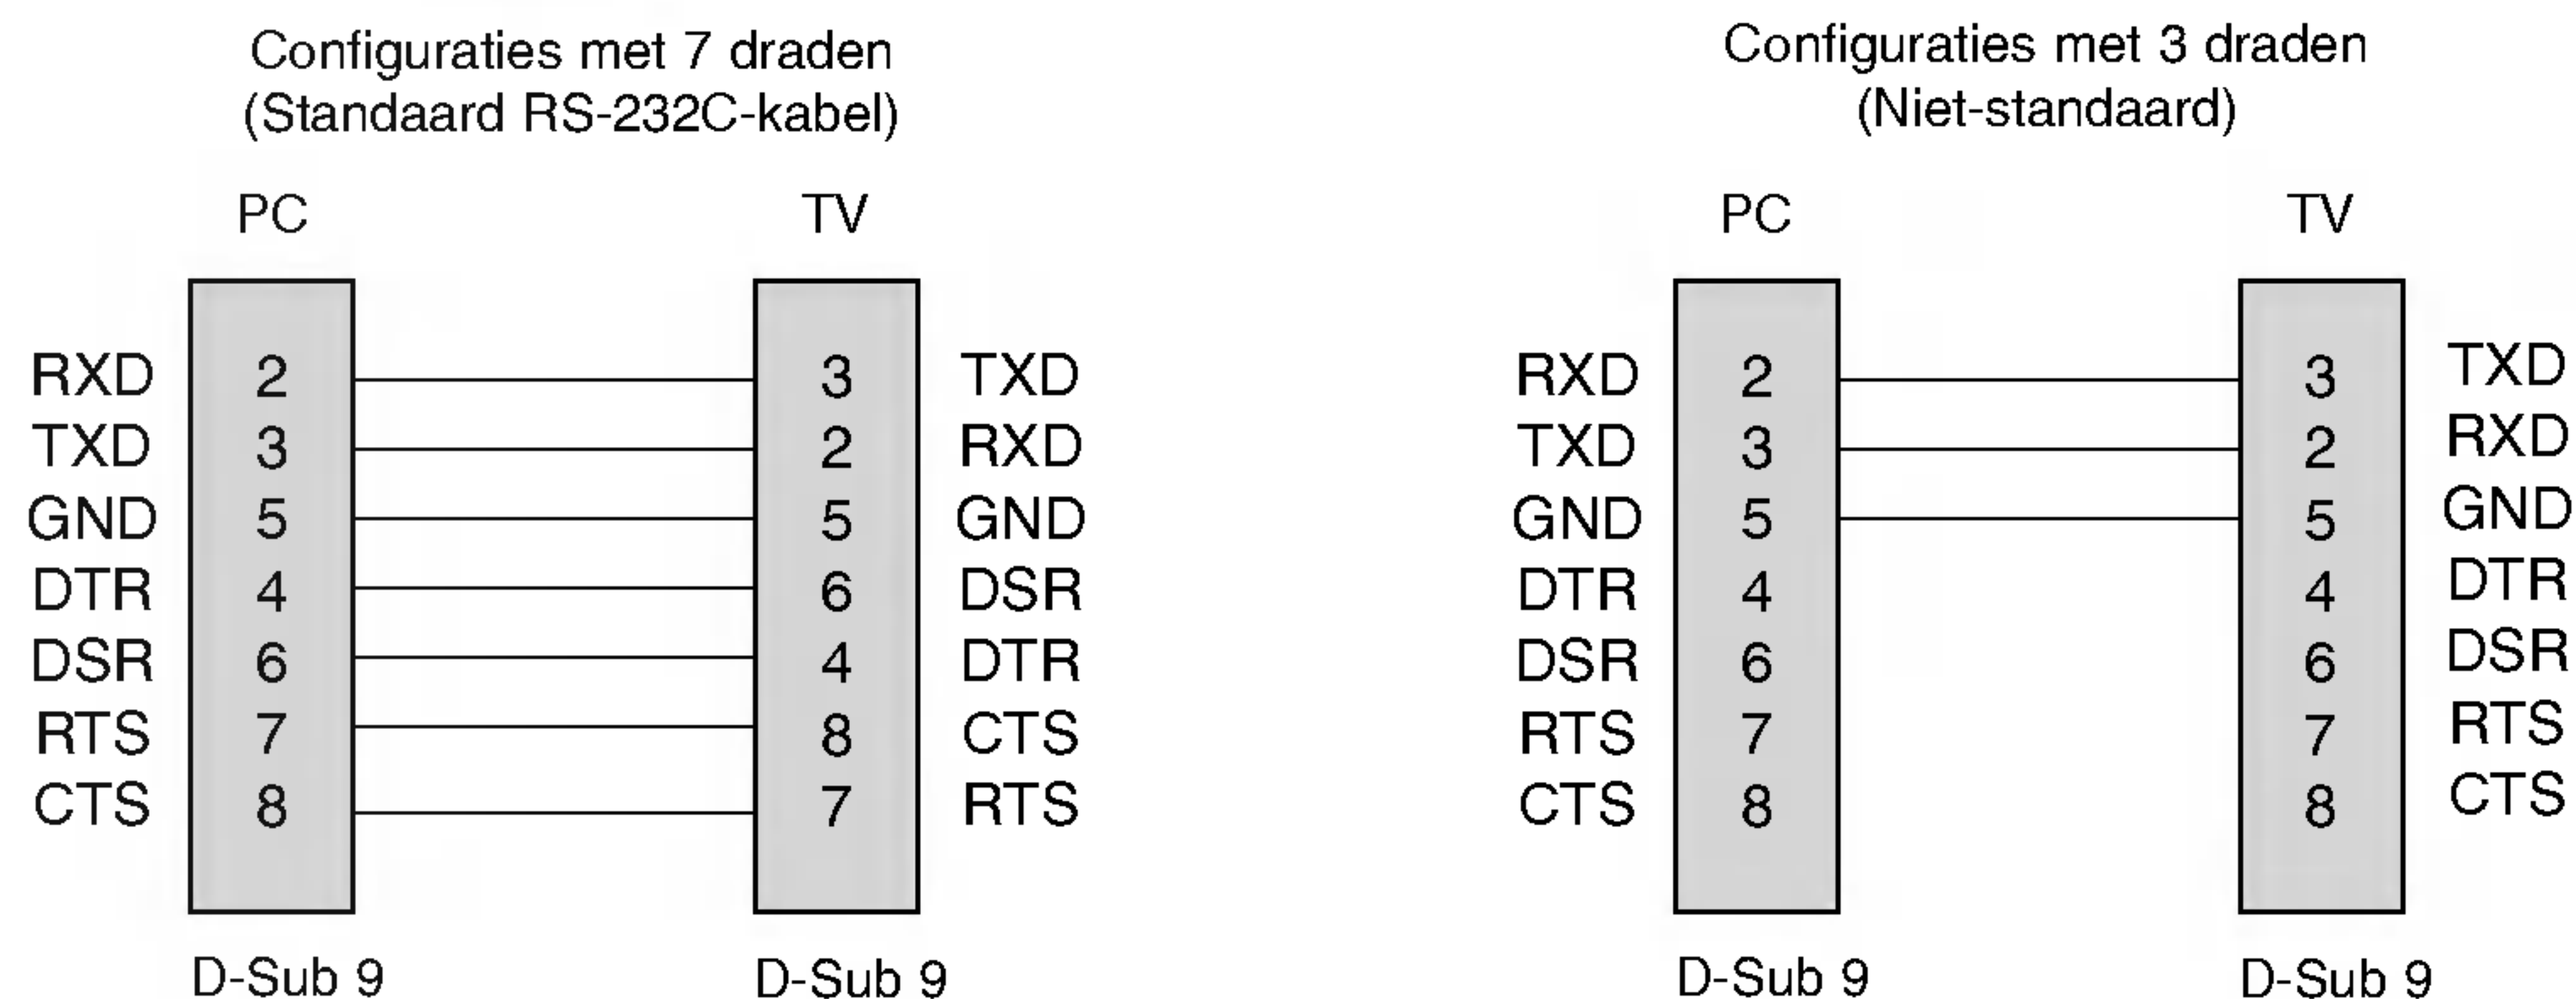 Configuraties met 7 draden
(Standaard RS-232C-kabel)
PC TV
RXD 2 3 TXD
TXD 3 2 RXD
GND 5 5 GND
DTR 4 6 DSR
DSR 6 4 DTR
RTS 7 8 CTS
CTS 8 7 RTS
D-Sub 9 D-Sub 9
Configuraties met 3 draden
(Niet-standaard)
PC TV
RXD 2 3 TXD
TXD 3 2 RXD
GND 5 5 GND
DTR 4 4 DTR
DSR 6 6 DSR
RTS 7 7 RTS
CTS 8 8 CTS
D-Sub 9 D-Sub 9